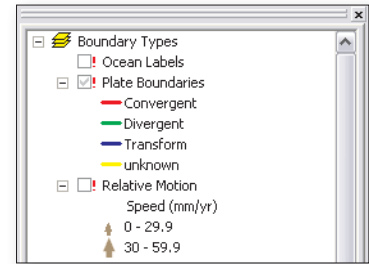 Boundary Types
! Ocean Labels
! Plate Boundaries
Convergent
Divergent
Transform
unknown
! Relative Motion
Speed (mm/yr)
0 - 29.9
30 - 59.9